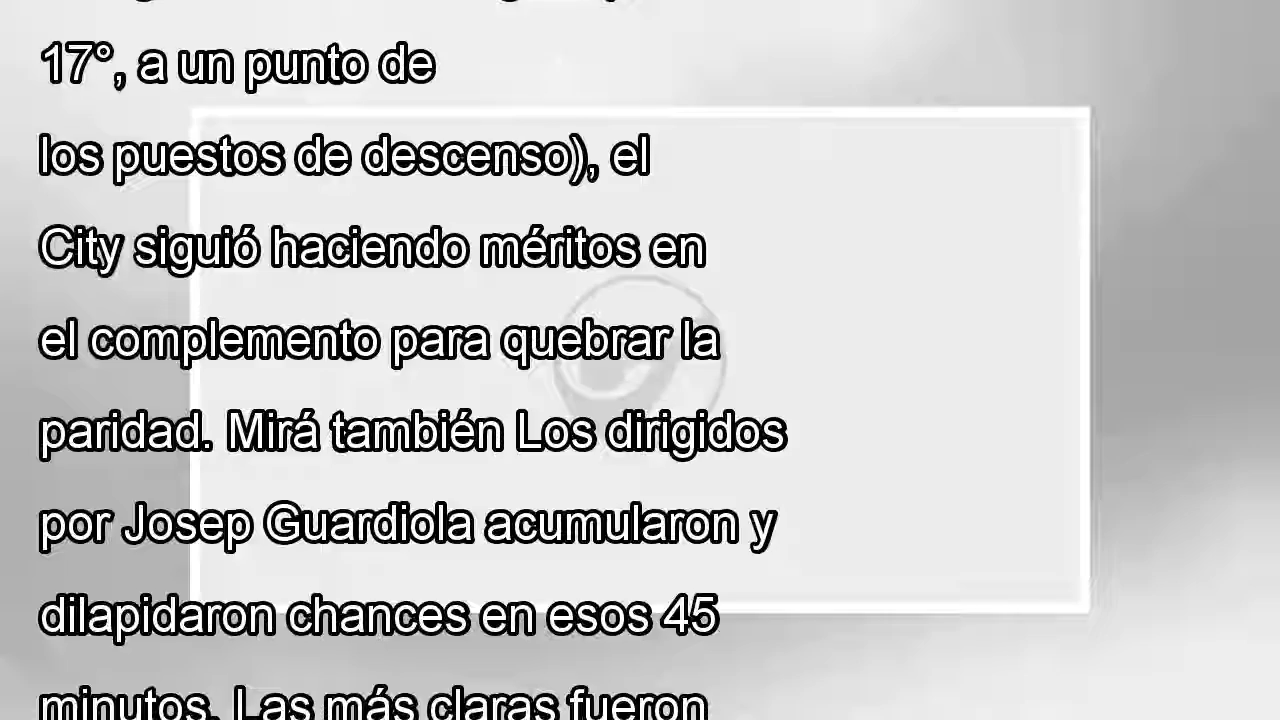 17°, a un punto de
los puestos de descenso), el
City siguió haciendo méritos en
el complemento para quebrar la
paridad. Mirá también Los dirigidos
por Josep Guardiola acumularon y
dilapidaron chances en esos 45
minutos. Las más claras fueron